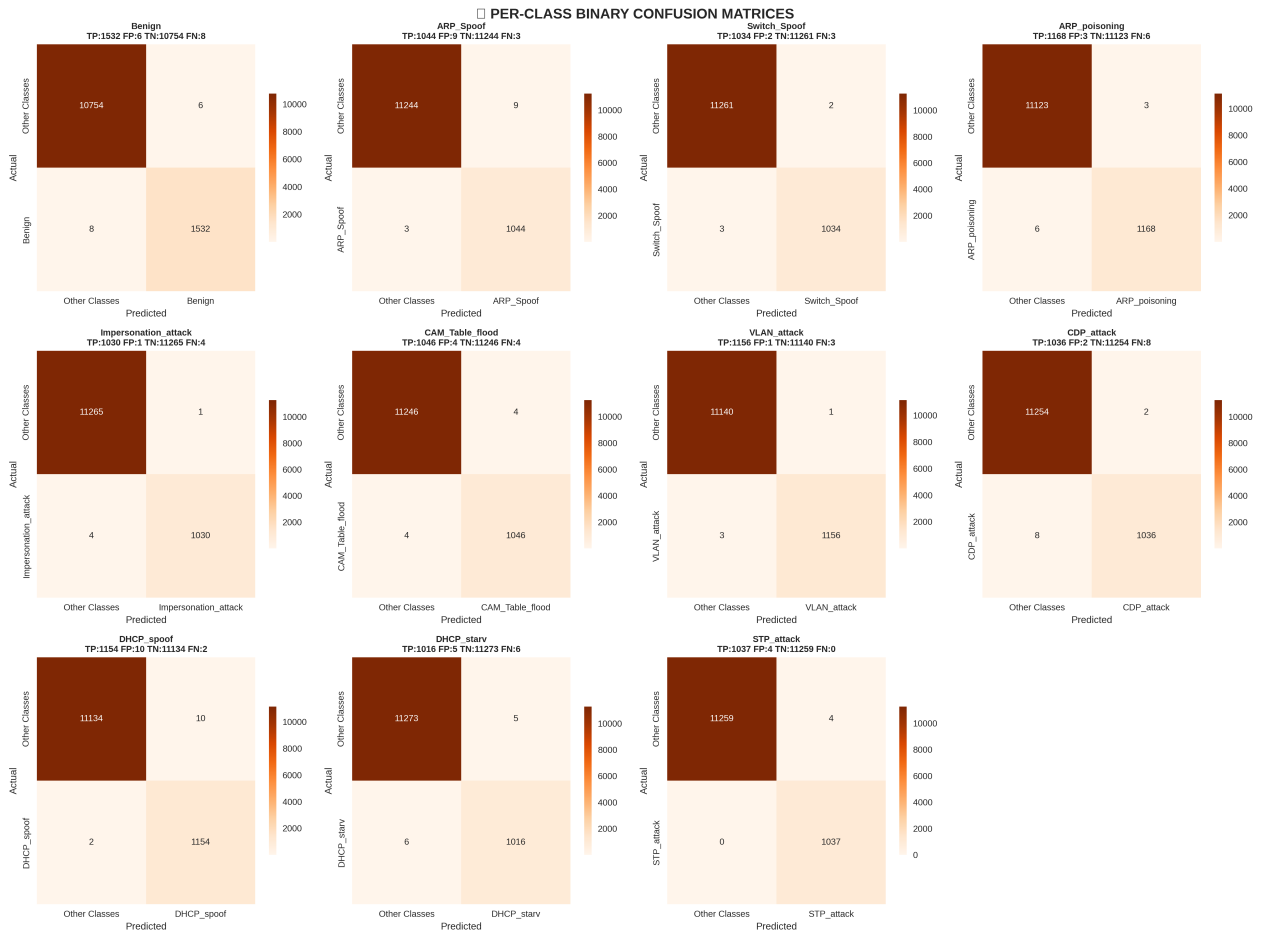 PER-CLASS BINARY CONFUSION MATRICES
Benign
TP:1532 FP:6 TN:10754 FN:8
Actual
Other Classes
Benign
10754
6
8
1532
Other Classes Benign
Predicted
10000
8000
6000
4000
2000
ARP_Spoof
TP:1044 FP:9 TN:11244 FN:3
Actual
Other Classes
ARP_Spoof
11244
9
3
1044
Other Classes ARP_Spoof
Predicted
10000
8000
6000
4000
2000
Switch_Spoof
TP:1034 FP:2 TN:11261 FN:3
Actual
Other Classes
Switch_Spoof
11261
2
3
1034
Other Classes Switch_Spoof
Predicted
10000
8000
6000
4000
2000
ARP_poisoning
TP:1168 FP:3 TN:11123 FN:6
Actual
Other Classes
ARP_poisoning
11123
3
6
1168
Other Classes ARP_poisoning
Predicted
10000
8000
6000
4000
2000
Impersonation_attack
TP:1030 FP:1 TN:11265 FN:4
Actual
Other Classes
Impersonation_attack
11265
1
4
1030
Other Classes Impersonation_attack
Predicted
10000
8000
6000
4000
2000
CAM_Table_flood
TP:1046 FP:4 TN:11246 FN:4
Actual
Other Classes
CAM_Table_flood
11246
4
4
1046
Other Classes CAM_Table_flood
Predicted
10000
8000
6000
4000
2000
VLAN_attack
TP:1156 FP:1 TN:11140 FN:3
Actual
Other Classes
VLAN_attack
11140
1
3
1156
Other Classes VLAN_attack
Predicted
10000
8000
6000
4000
2000
CDP_attack
TP:1036 FP:2 TN:11254 FN:8
Actual
Other Classes
CDP_attack
11254
2
8
1036
Other Classes CDP_attack
Predicted
10000
8000
6000
4000
2000
DHCP_spoof
TP:1154 FP:10 TN:11134 FN:2
Actual
Other Classes
DHCP_spoof
11134
10
2
1154
Other Classes DHCP_spoof
Predicted
10000
8000
6000
4000
2000
DHCP_starv
TP:1016 FP:5 TN:11273 FN:6
Actual
Other Classes
DHCP_starv
11273
5
6
1016
Other Classes DHCP_starv
Predicted
10000
8000
6000
4000
2000
STP_attack
TP:1037 FP:4 TN:11259 FN:0
Actual
Other Classes
STP_attack
11259
4
0
1037
Other Classes STP_attack
Predicted
10000
8000
6000
4000
2000
0